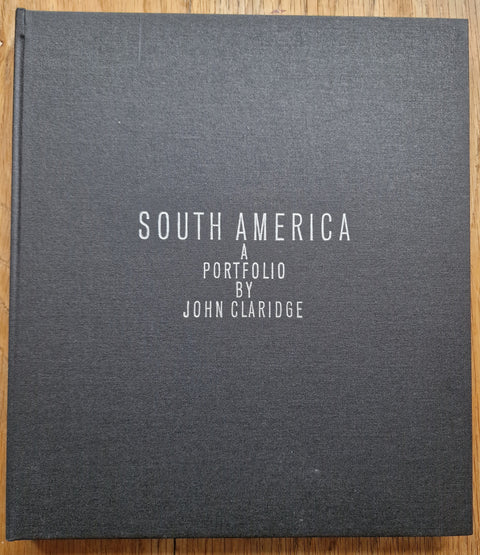 SOUTH AMERICA
A
PORTFOLIO
BY
JOHN CLARIDGE